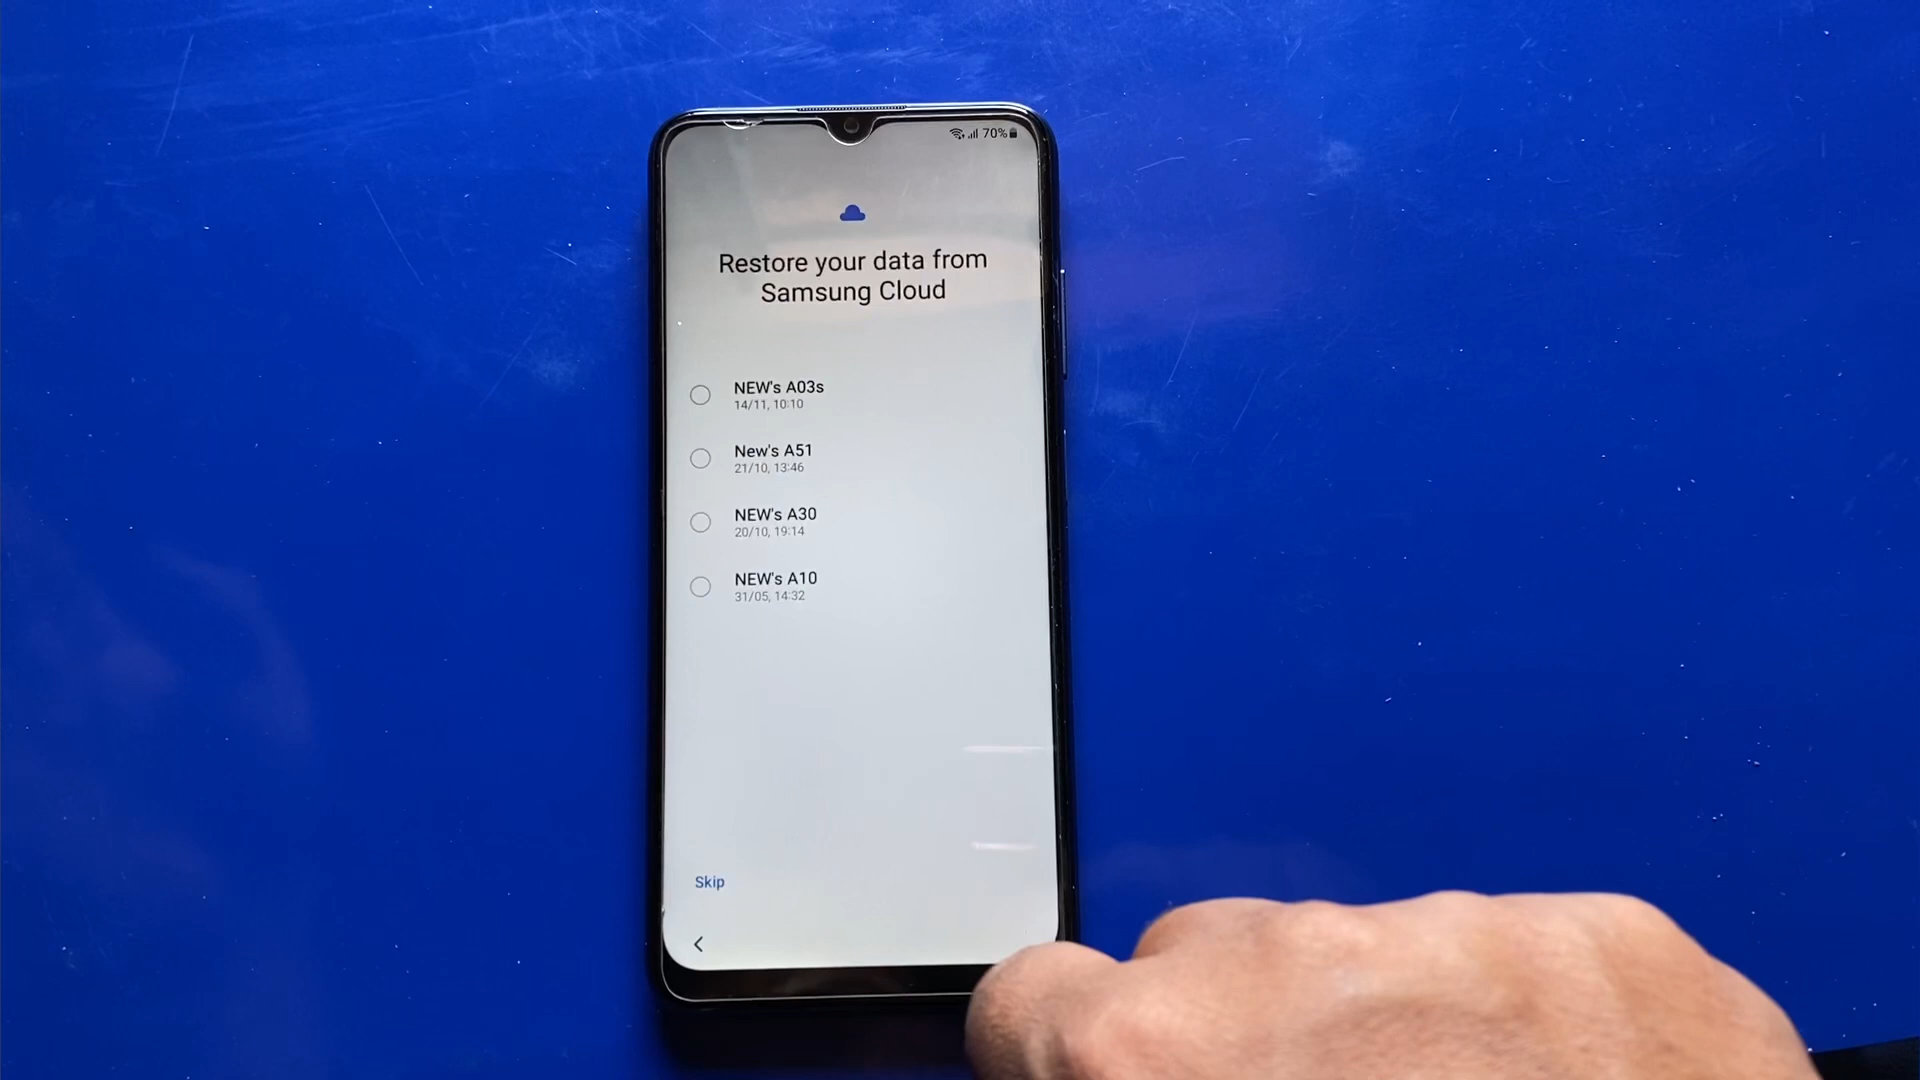 70%
Restore your data from
Samsung Cloud
NEW's A03s
14/11, 10:10
New's A51
21/10, 13:46
NEW's A30
20/10, 19:14
NEW's A10
31/05, 14:32
Skip